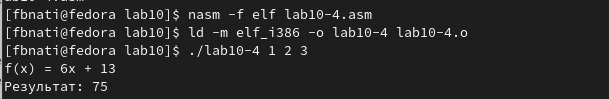 [fbnati@fedora lab10]$ nasm -f elf lab10-4.asm
[fbnati@fedora lab10]$ ld -m elf_i386 -o lab10-4 lab10-4.o
[fbnati@fedora lab10]$ ./lab10-4 1 2 3
f(x) = 6x + 13
Результат: 75